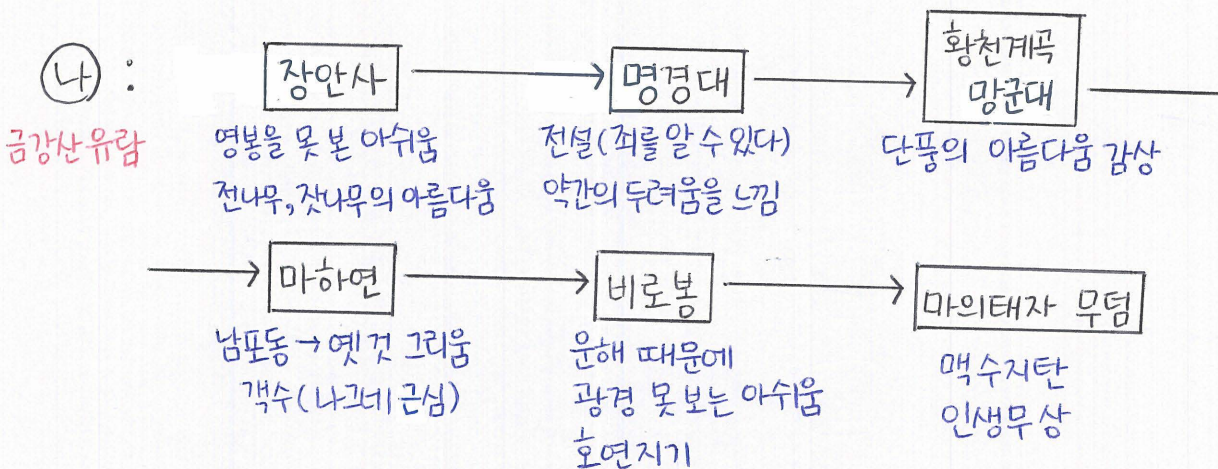 나 :
금강산유람
장안사
영봉을 못 본 아쉬움
전나무, 잣나무의 아름다움
명경대
전설(죄를 알 수 있다)
약간의 두려움을 느낌
황천계곡
망군대
단풍의 아름다움 감상
마하연
남포등 → 옛 것 그리움
객수(나그네 근심)
비로봉
운해 때문에
광경 못 보는 아쉬움
호연지기
마의태자 무덤
맥수지탄
인생무상